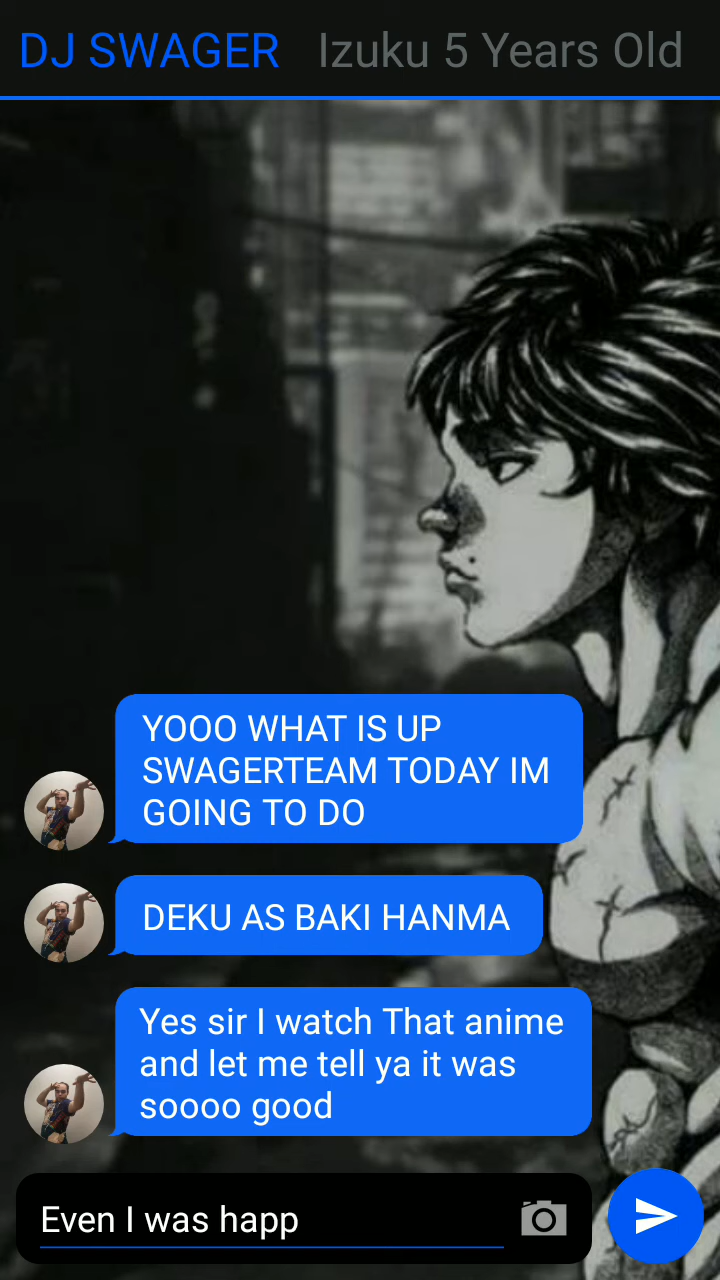 DJ SWAGER Izuku 5 Years Old
YOOO WHAT IS UP
SWAGERTEAM TODAY IM
GOING TO DO
DEKU AS BAKI HANMA
Yes sir I watch That anime
and let me tell ya it was
soooo good
Even I was happ